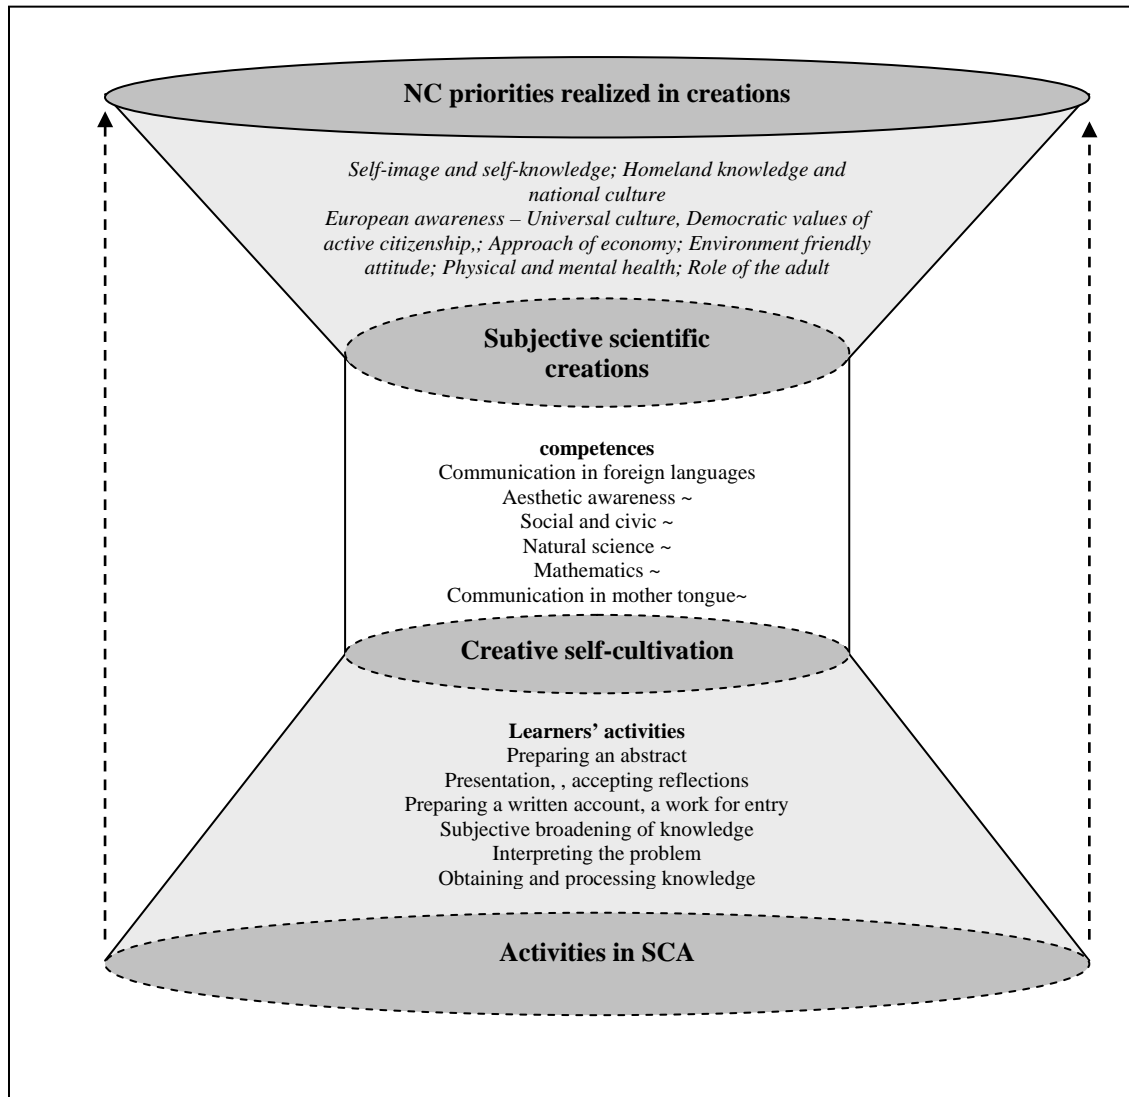 NC priorities realized in creations
Self-image and self-knowledge; Homeland knowledge and
national culture
European awareness – Universal culture, Democratic values of
active citizenship,; Approach of economy; Environment friendly
attitude; Physical and mental health; Role of the adult
Subjective scientific
creations
competences
Communication in foreign languages
Aesthetic awareness ~
Social and civic ~
Natural science ~
Mathematics ~
Communication in mother tongue~
Creative self-cultivation
Learners’ activities
Preparing an abstract
Presentation, , accepting reflections
Preparing a written account, a work for entry
Subjective broadening of knowledge
Interpreting the problem
Obtaining and processing knowledge
Activities in SCA